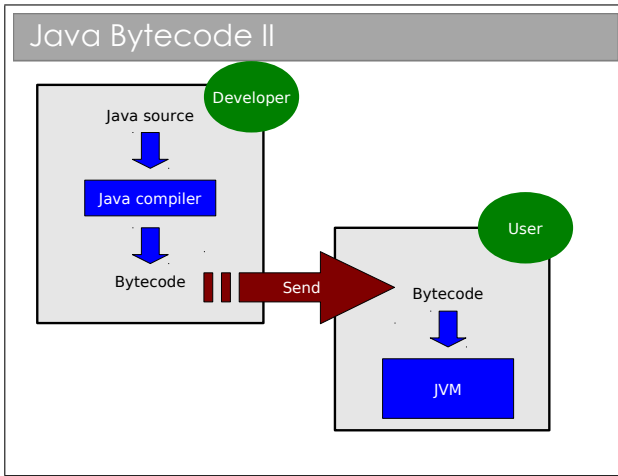 Java Bytecode II
Developer
Java source
Java compiler
Bytecode
Send
User
Bytecode
JVM